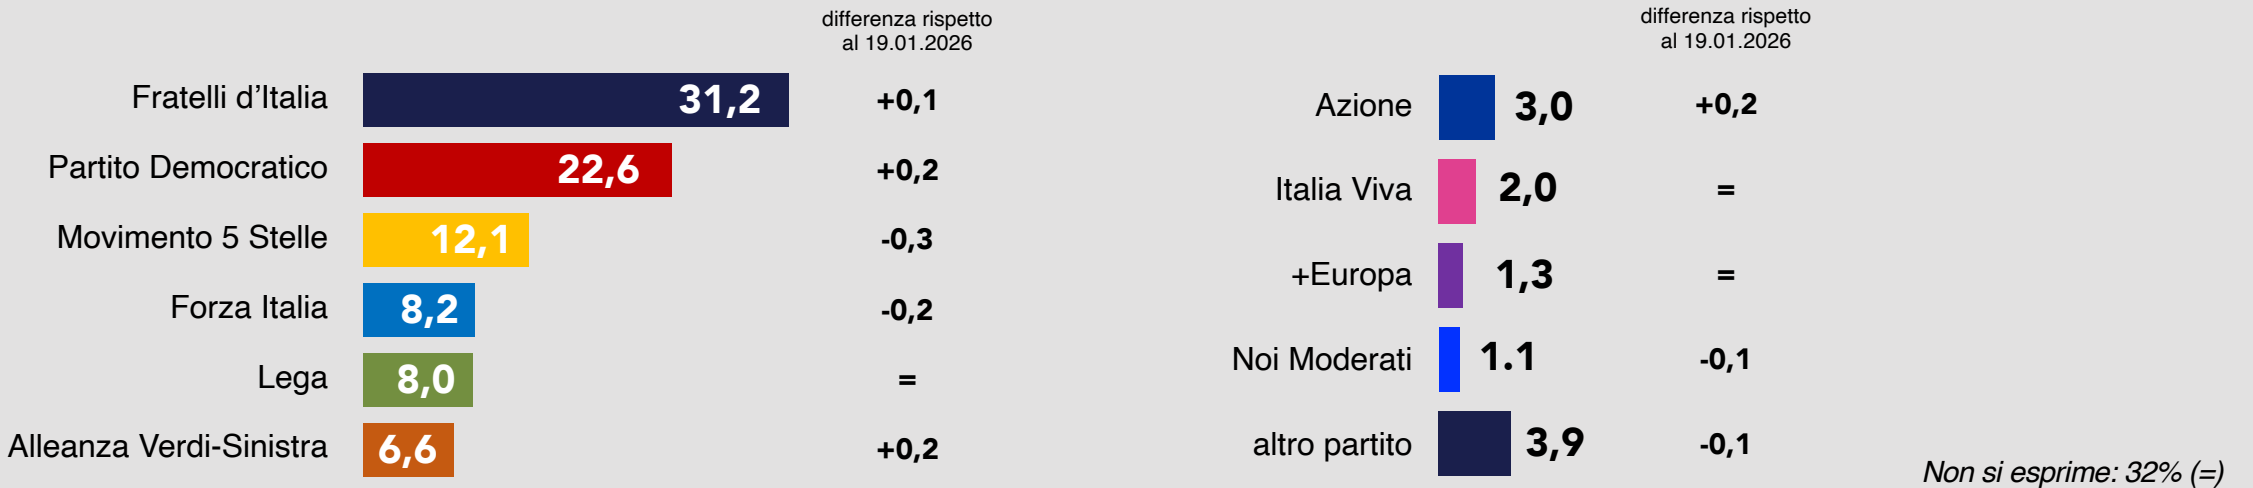 differenza rispetto
al 19.01.2026
Fratelli d’Italia 31,2 +0,1
Partito Democratico 22,6 +0,2
Movimento 5 Stelle 12,1 -0,3
Forza Italia 8,2 -0,2
Lega 8,0 =
Alleanza Verdi-Sinistra 6,6 +0,2
differenza rispetto
al 19.01.2026
Azione 3,0 +0,2
Italia Viva 2,0 =
+Europa 1,3 =
Noi Moderati 1.1 -0,1
altro partito 3,9 -0,1
Non si esprime: 32% (=)